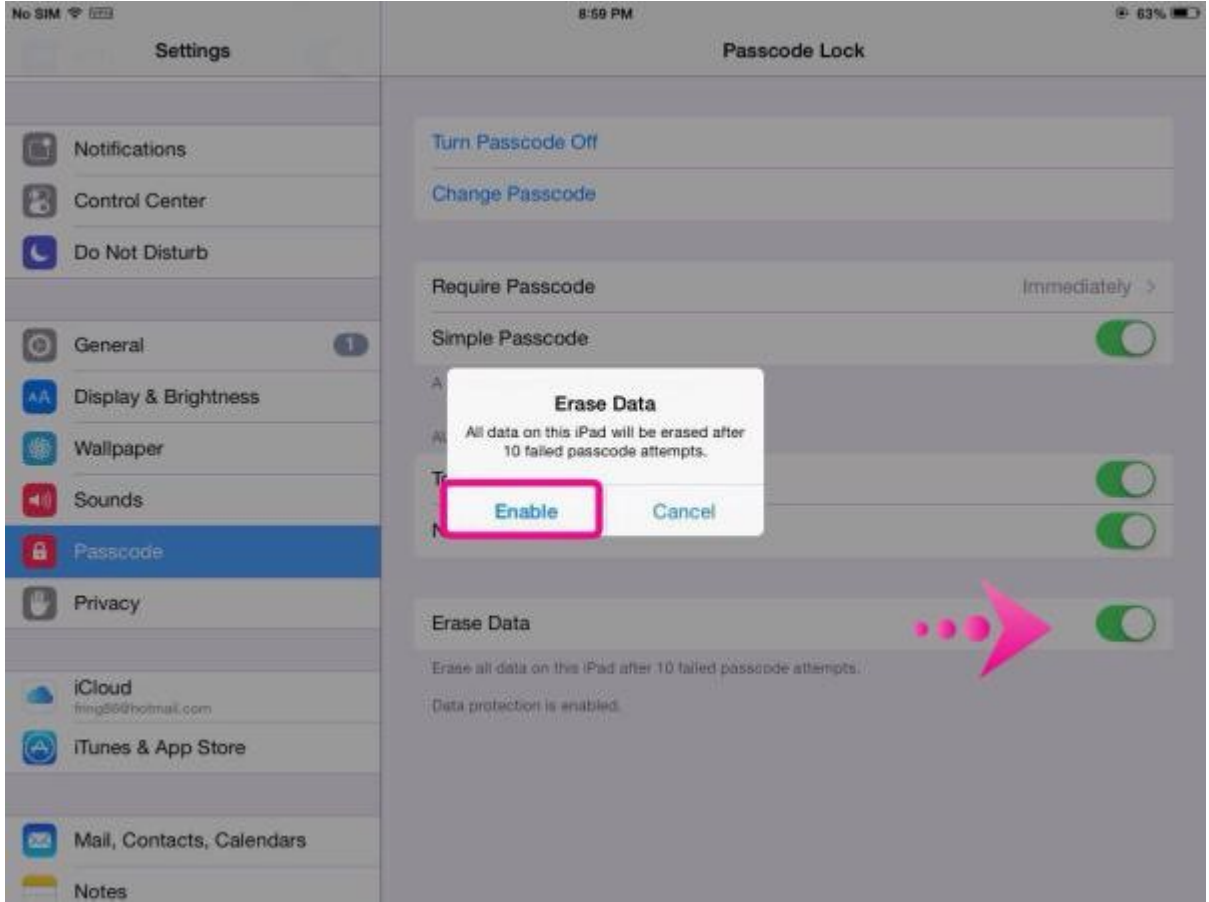 No SIM
8:59 PM
63%
Settings
Notifications
Control Center
Do Not Disturb
General
1
Display & Brightness
Wallpaper
Sounds
Passcode
Privacy
iCloud
iTunes & App Store
Mail, Contacts, Calendars
Notes
Passcode Lock
Turn Passcode Off
Change Passcode
Require Passcode
Immediately >
Simple Passcode
A
Erase Data
All data on this iPad will be erased after
10 failed passcode attempts.
Enable
Cancel
Erase Data
Erase all data on this iPad after 10 failed passcode attempts.
Data protection is enabled.